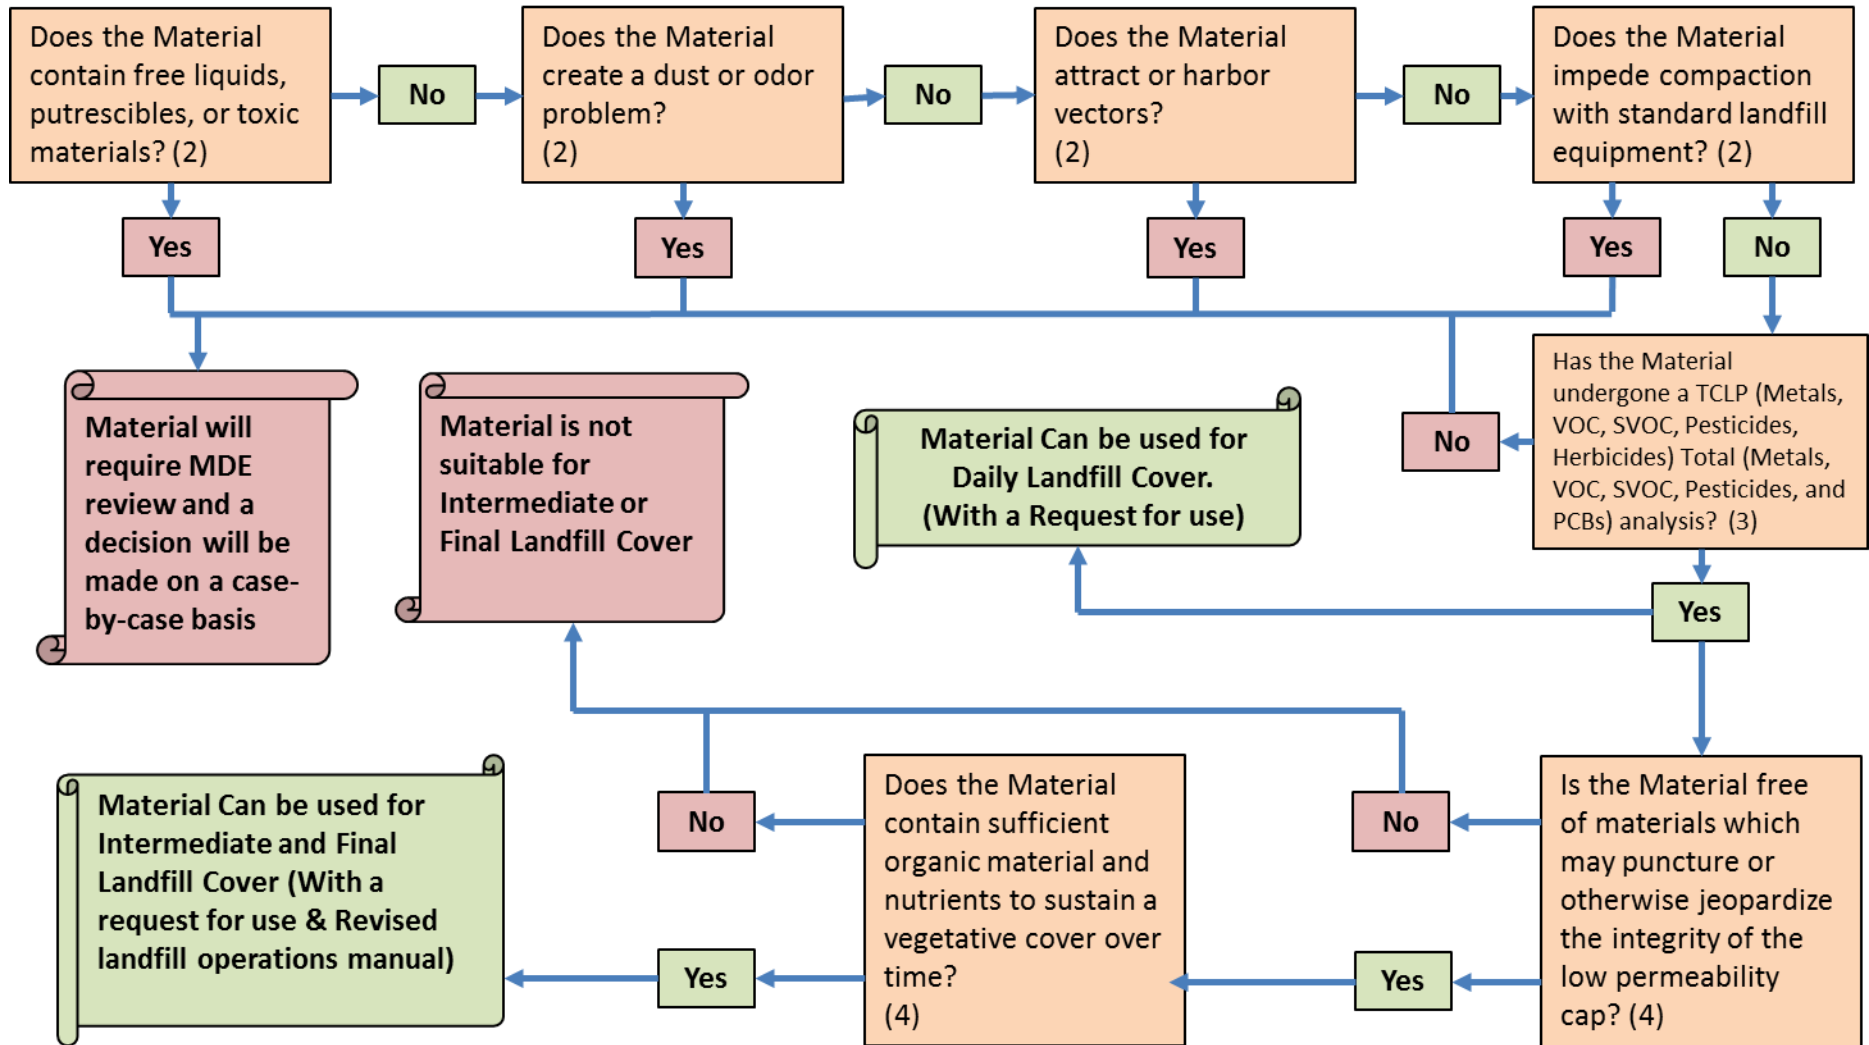 Does the Material
contain free liquids,
putrescibles, or toxic
materials? (2)
No
Does the Material
create a dust or odor
problem?
(2)
No
Does the Material
attract or harbor
vectors?
(2)
No
Does the Material
impede compaction
with standard landfill
equipment? (2)
Yes
Yes
Yes
Yes
No
Material will
require MDE
review and a
decision will be
made on a case-
by-case basis
Material is not
suitable for
Intermediate or
Final Landfill Cover
Material Can be used for
Daily Landfill Cover.
(With a Request for use)
No
Has the Material
undergone a TCLP (Metals,
VOC, SVOC, Pesticides,
Herbicides) Total (Metals,
VOC, SVOC, Pesticides, and
PCBs) analysis? (3)
Yes
Material Can be used for
Intermediate and Final
Landfill Cover (With a
request for use & Revised
landfill operations manual)
No
Yes
Does the Material
contain sufficient
organic material and
nutrients to sustain a
vegetative cover over
time?
(4)
No
Yes
Is the Material free
of materials which
may puncture or
otherwise jeopardize
the integrity of the
low permeability
cap? (4)